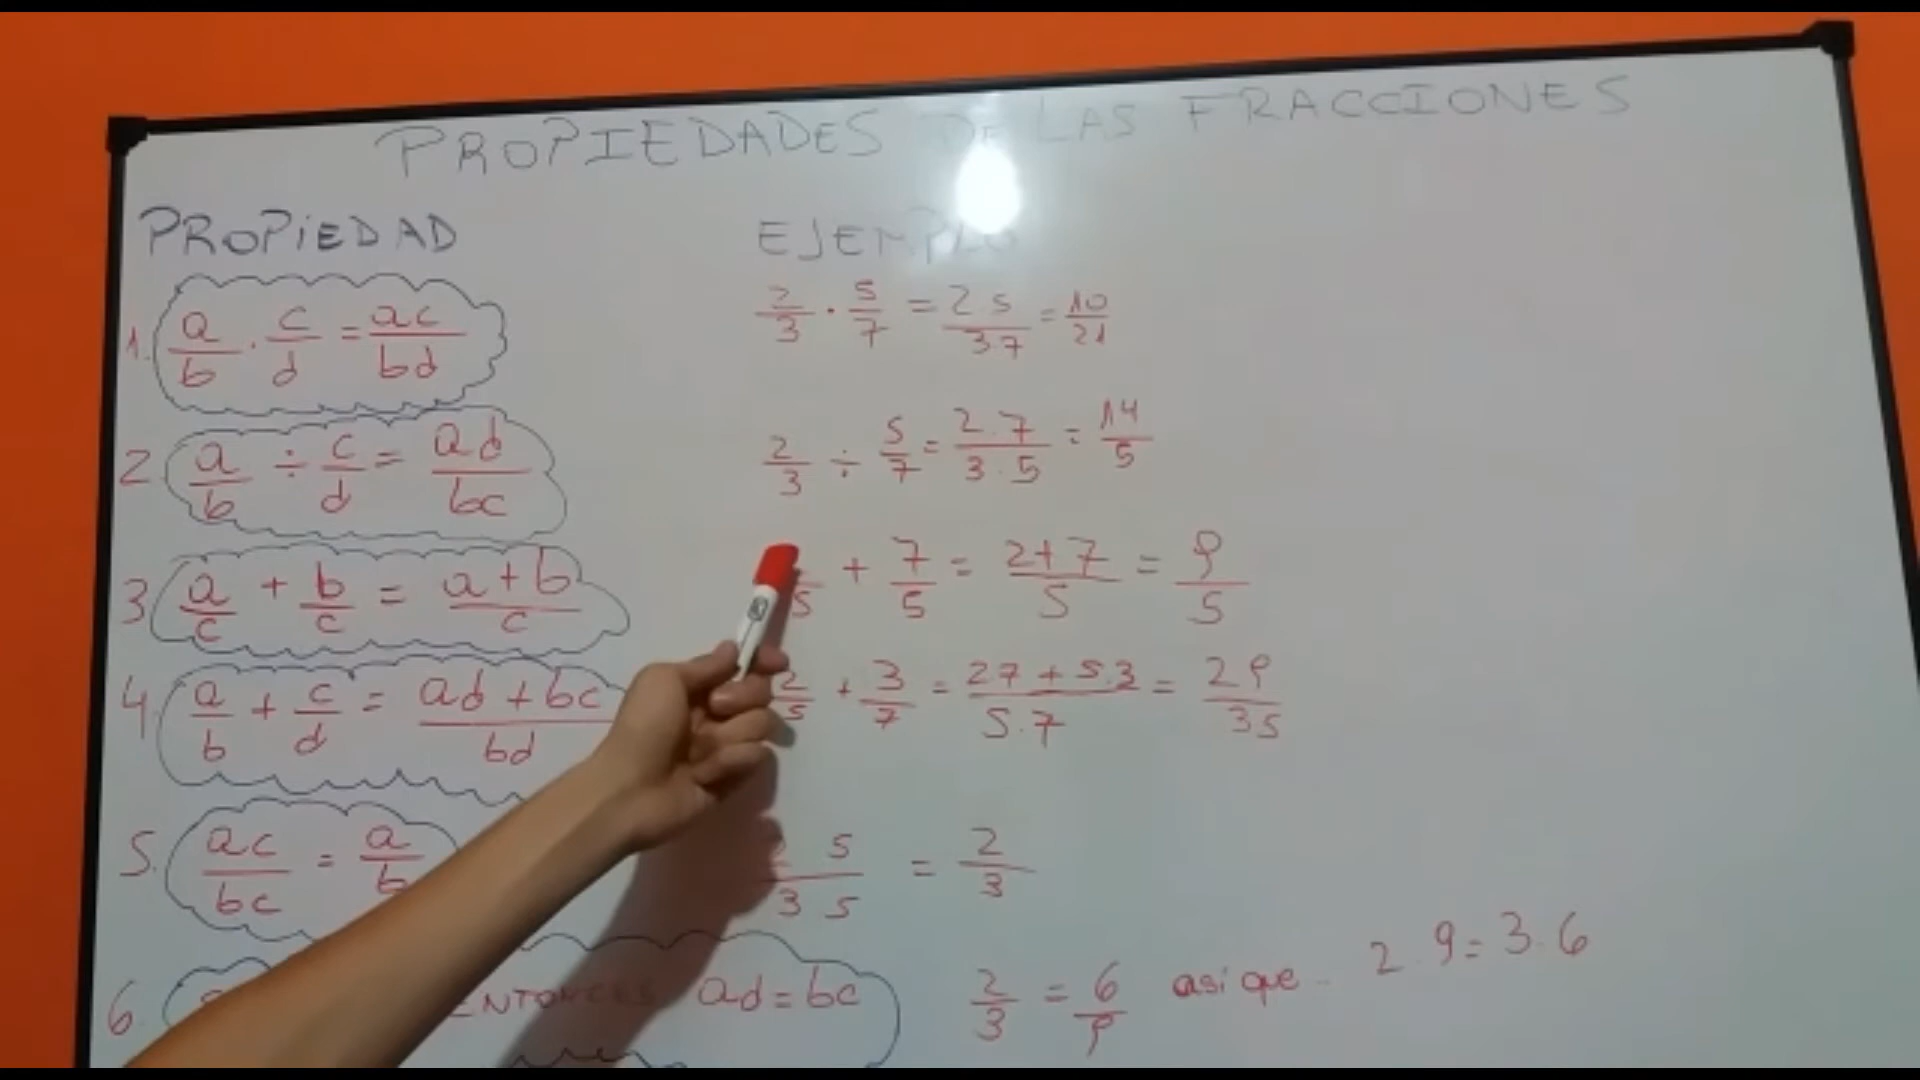 PROPIEDADES DE LAS FRACCIONES
PROPIEDAD EJEMPLO
1. a/b · c/d = ac/bd 2/3 · 5/7 = 2 5/3 7 = 10/21
2 a/b ÷ c/d = ad/bc 2/3 ÷ 5/7 = 2.7/3.5 = 14/5
3 a/c + b/c = a+b/c /5 + 7/5 = 2+7/5 = 9/5
4 a/b + c/d = ad+bc/bd 2/5 + 3/7 = 2 7+5.3/5.7 = 29/35
5. ac/bc = a/b 2 5/3 5 = 2/3
6. ENTONCES ad=bc 2/3 = 6/9 asi que .. 2.9=3.6